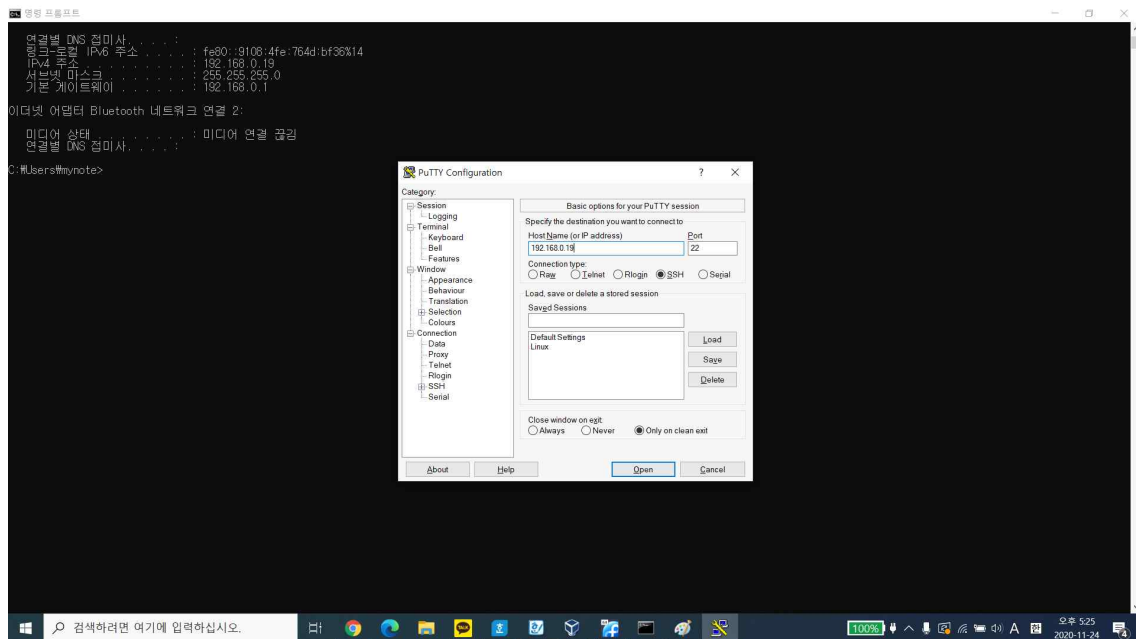 명령 프롬프트
연결별 DNS 접미사. . . . :
링크-로컬 IPv6 주소 . . . . : fe80::9108:4fe:764d:bf36%14
IPv4 주소 . . . . . . . . . : 192.168.0.19
서브넷 마스크 . . . . . . . : 255.255.255.0
기본 게이트웨이 . . . . . . : 192.168.0.1
이더넷 어댑터 Bluetooth 네트워크 연결 2:
미디어 상태 . . . . . . . . : 미디어 연결 끊김
연결별 DNS 접미사. . . . :
C:₩Users₩mynote>
PuTTY Configuration
? ×
Category:
Session
Logging
Terminal
Keyboard
Bell
Features
Window
Appearance
Behaviour
Translation
Selection
Colours
Connection
Data
Proxy
Telnet
Rlogin
SSH
Serial
Basic options for your PuTTY session
Specify the destination you want to connect to
Host Name (or IP address) Port
192.168.0.19 22
Connection type:
Raw Telnet Rlogin SSH Serial
Load, save or delete a stored session
Saved Sessions
Default Settings
Linux
Load
Save
Delete
Close window on exit:
Always Never Only on clean exit
About Help Open Cancel
검색하려면 여기에 입력하십시오.
TALK
100%
A
오후 5:25
2020-11-24
4